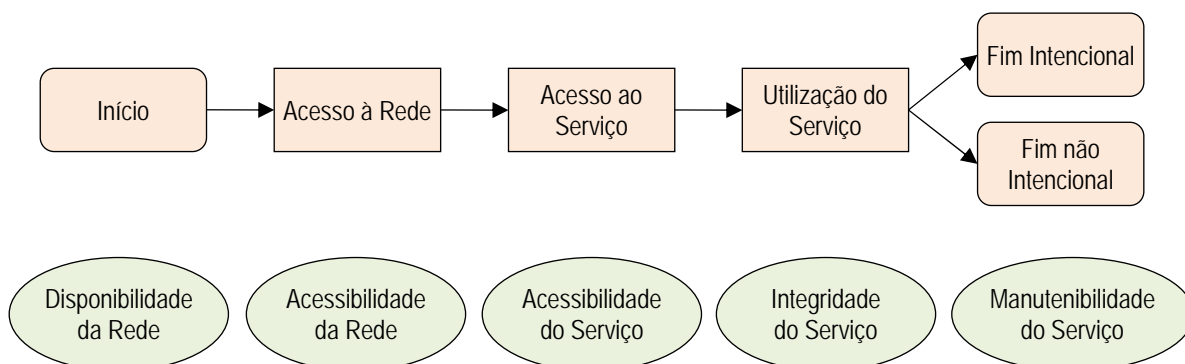 Início
Acesso à Rede
Acesso ao
Serviço
Utilização do
Serviço
Fim Intencional
Fim não
Intencional
Disponibilidade
da Rede
Acessibilidade
da Rede
Acessibilidade
do Serviço
Integridade
do Serviço
Manutenibilidade
do Serviço